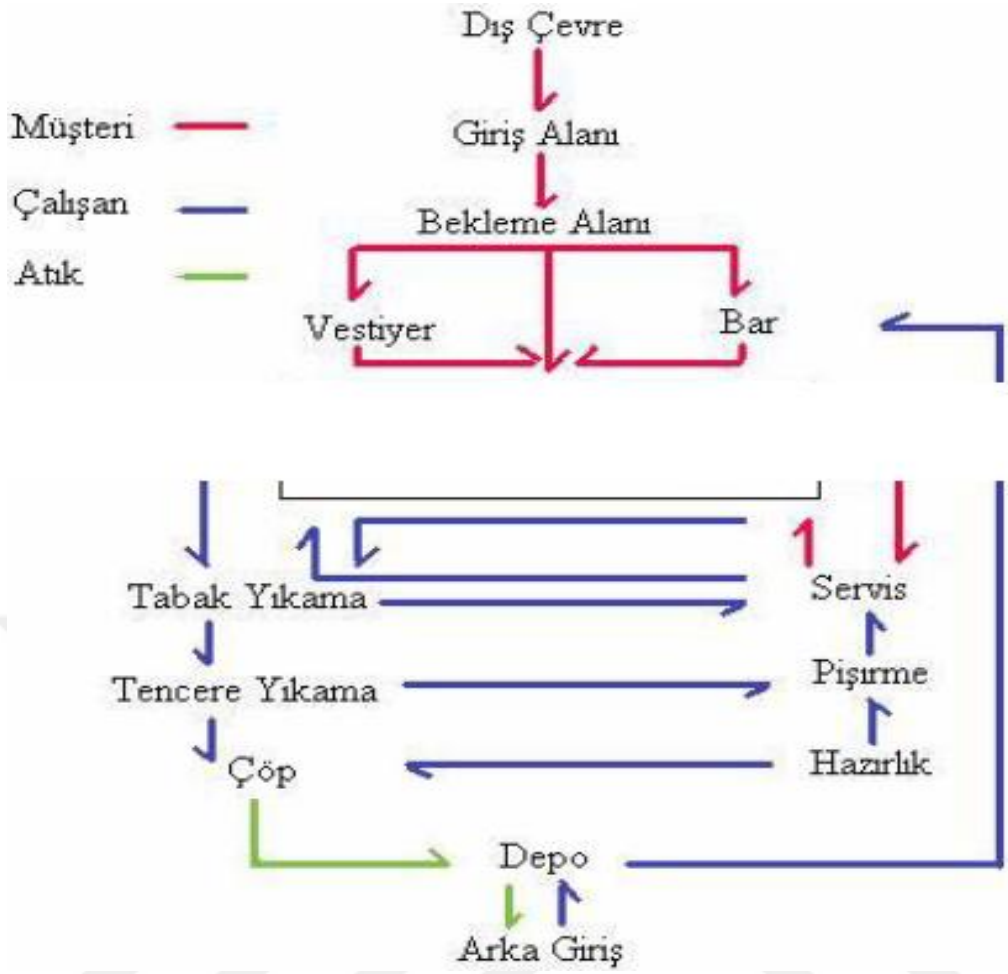 Dış Çevre
Müşteri
Giriş Alanı
Çalışan
Bekleme Alanı
Atık
Vestiyer
Bar
Tabak Yıkama
Servis
Tencere Yıkama
Pişirme
Çöp
Hazırlık
Depo
Arka Giriş